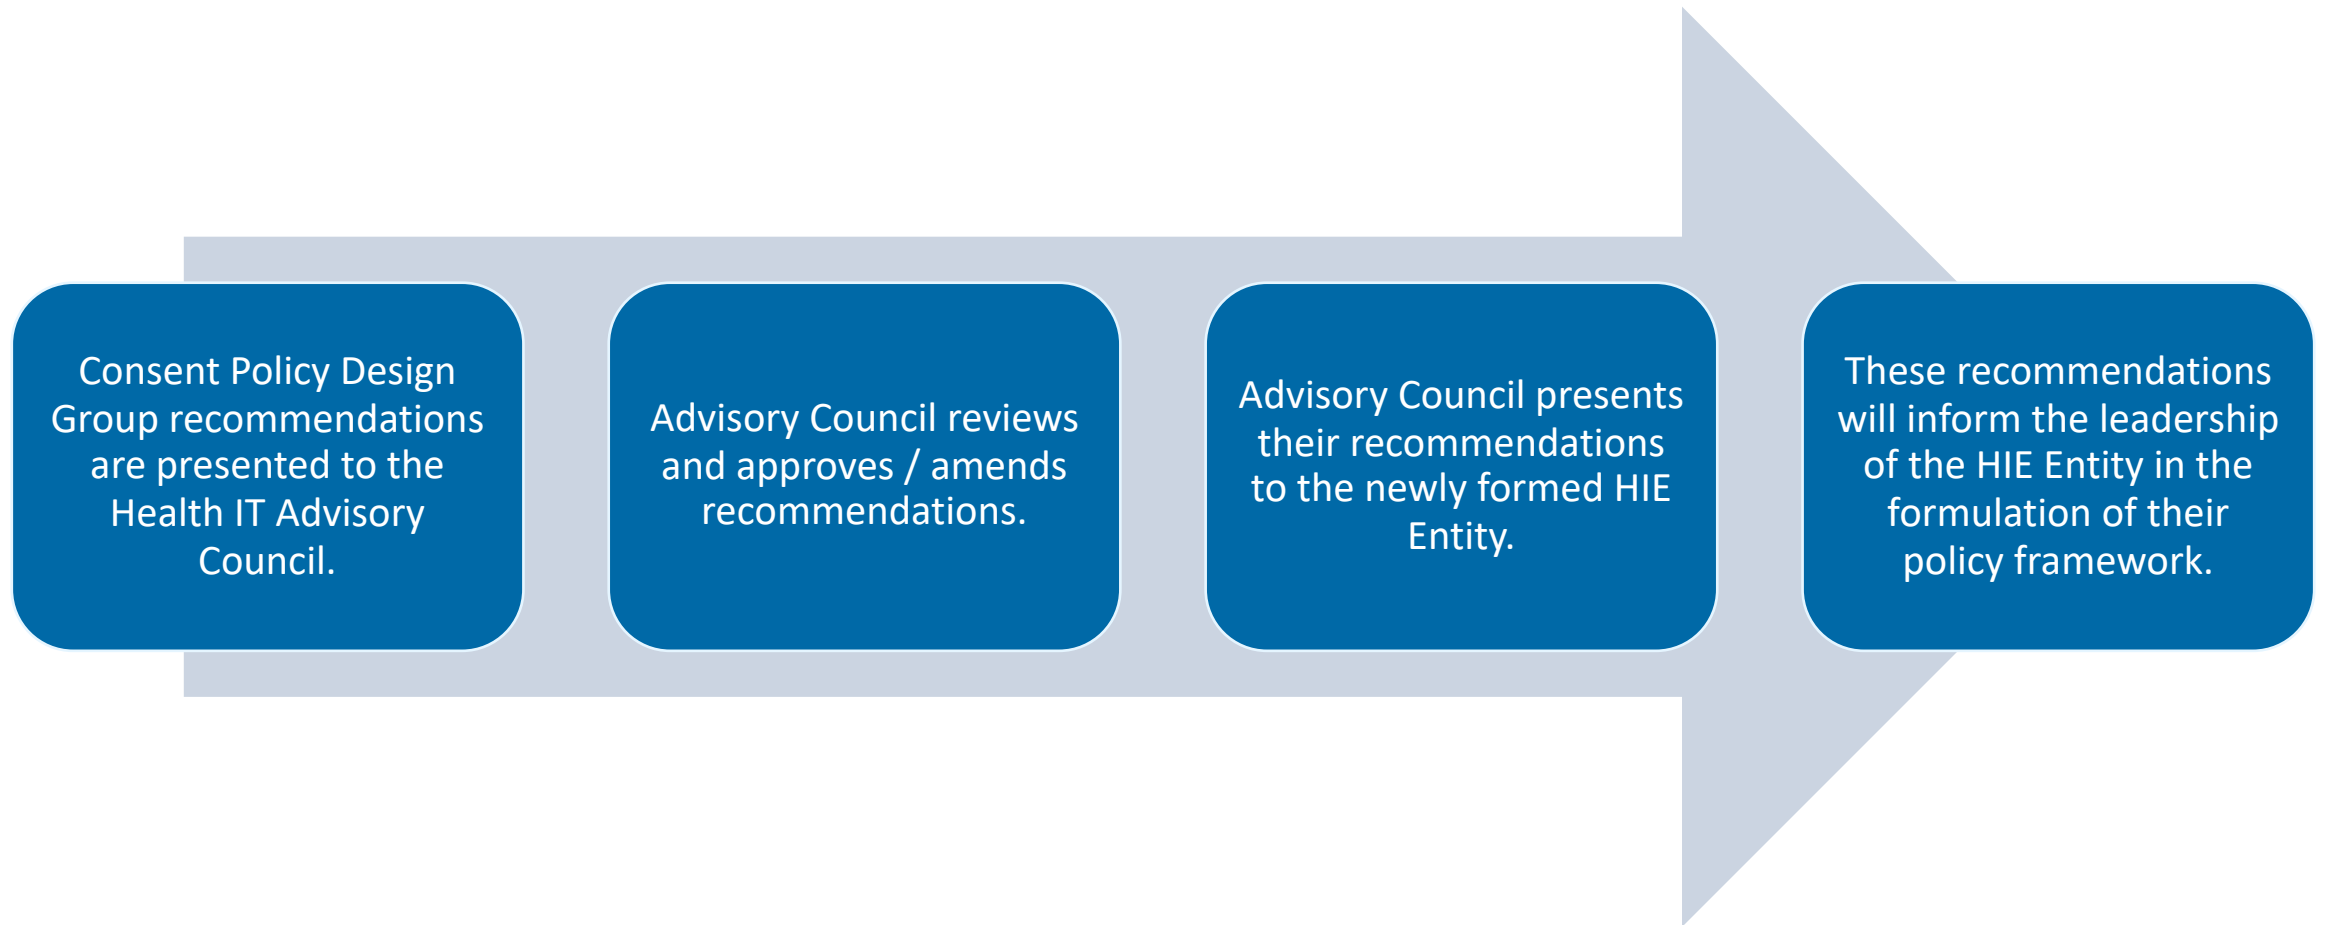 Consent Policy Design
Group recommendations
are presented to the
Health IT Advisory
Council.
Advisory Council reviews
and approves / amends
recommendations.
Advisory Council presents
their recommendations
to the newly formed HIE
Entity.
These recommendations
will inform the leadership
of the HIE Entity in the
formulation of their
policy framework.